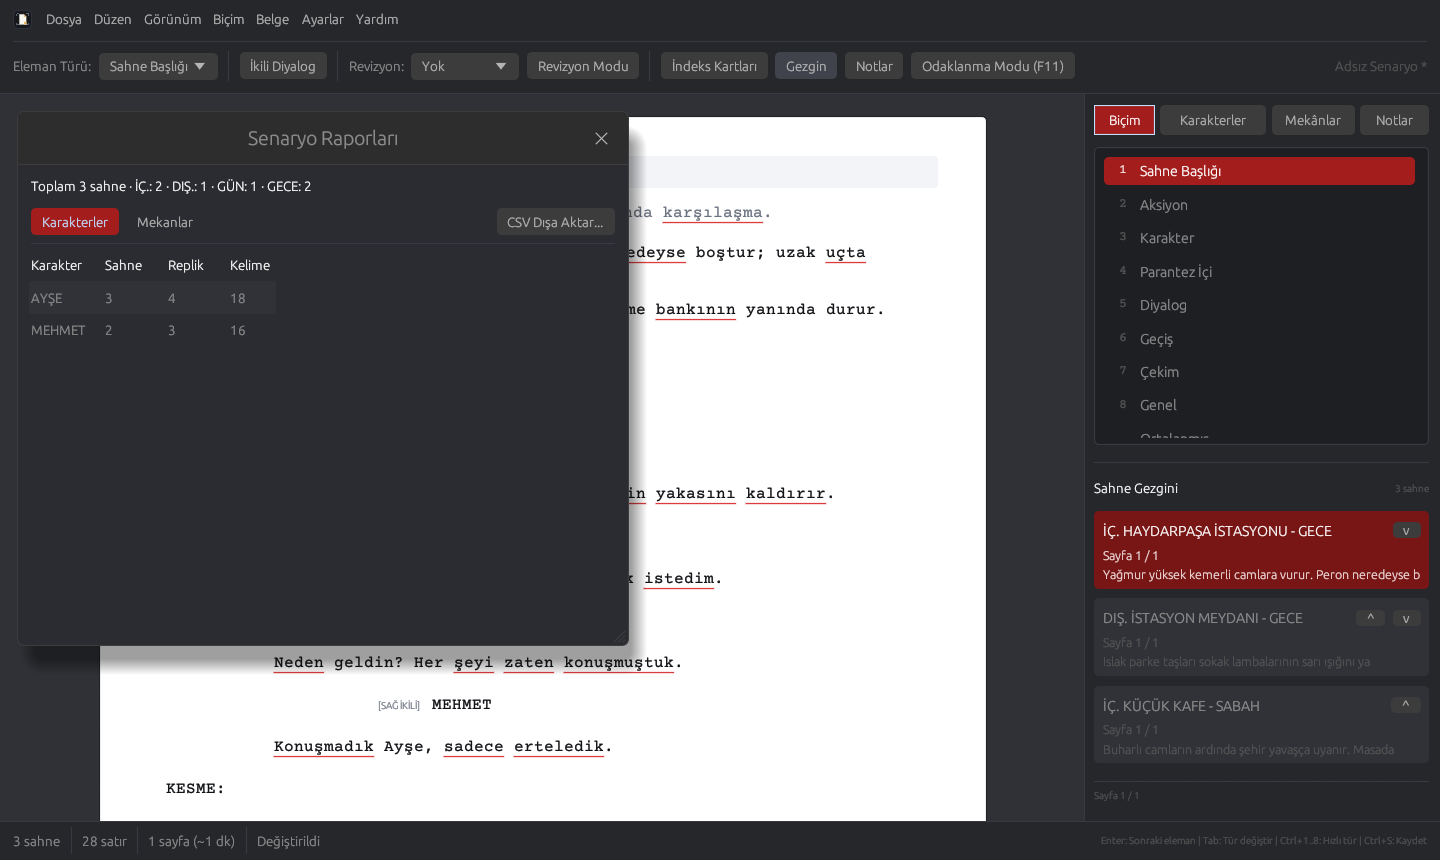 Dosya Düzen Görünüm Biçim Belge Ayarlar Yardım
Eleman Türü: Sahne Başlığı İkili Diyalog Revizyon: Yok Revizyon Modu İndeks Kartları Gezgin Notlar Odaklanma Modu (F11) Adsız Senaryo *
Senaryo Raporları
Toplam 3 sahne · İÇ.: 2 · DIŞ.: 1 · GÜN: 1 · GECE: 2
Karakterler Mekanlar CSV Dışa Aktar...
Karakter Sahne Replik Kelime
AYŞE 3 4 18
MEHMET 2 3 16
karşılaşma.
boştur; uzak uçta
bankının yanında durur.
yakasını kaldırır.
istedim.
Neden geldin? Her şeyi zaten konuşmuştuk.
[SAĞ İKİLİ] MEHMET
Konuşmadık Ayşe, sadece erteledik.
KESME:
Biçim Karakterler Mekânlar Notlar
1 Sahne Başlığı
2 Aksiyon
3 Karakter
4 Parantez İçi
5 Diyalog
6 Geçiş
7 Çekim
8 Genel
Ortalanmış
Sahne Gezgini 3 sahne
İÇ. HAYDARPAŞA İSTASYONU - GECE v
Sayfa 1 / 1
Yağmur yüksek kemerli camlara vurur. Peron neredeyse b
DIŞ. İSTASYON MEYDANI - GECE ^ v
Sayfa 1 / 1
Islak parke taşları sokak lambalarının sarı ışığını ya
İÇ. KÜÇÜK KAFE - SABAH ^
Sayfa 1 / 1
Buharlı camların ardında şehir yavaşça uyanır. Masada
Sayfa 1 / 1
3 sahne 28 satır 1 sayfa (~1 dk) Değiştirildi
Enter: Sonraki eleman | Tab: Tür değiştir | Ctrl+1..8: Hızlı tür | Ctrl+S: Kaydet